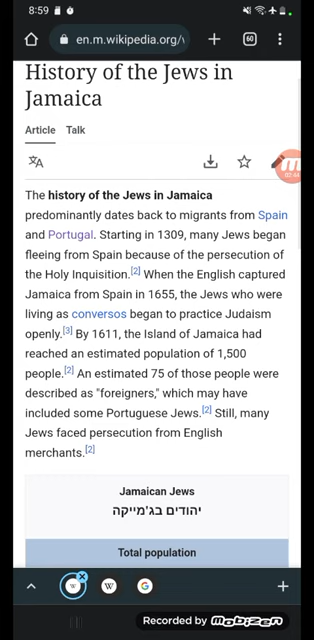 8:59
en.m.wikipedia.org/
60
History of the Jews in
Jamaica
Article Talk
03:44
The history of the Jews in Jamaica
predominantly dates back to migrants from Spain
and Portugal. Starting in 1309, many Jews began
fleeing from Spain because of the persecution of
the Holy Inquisition.[2] When the English captured
Jamaica from Spain in 1655, the Jews who were
living as conversos began to practice Judaism
openly.[3] By 1611, the Island of Jamaica had
reached an estimated population of 1,500
people.[2] An estimated 75 of those people were
described as "foreigners," which may have
included some Portuguese Jews.[2] Still, many
Jews faced persecution from English
merchants.[2]
Jamaican Jews
יהודים בג'מייקה
Total population
W W G
Recorded by Mobizen